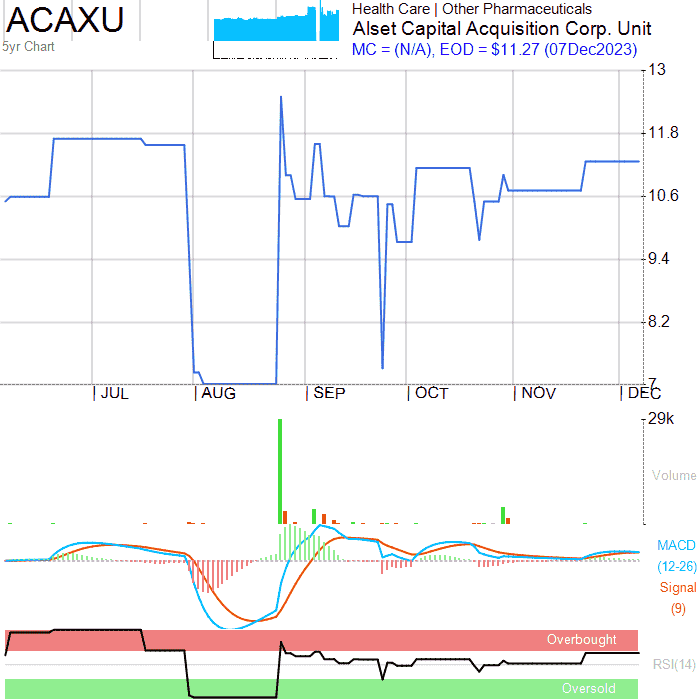 ACAXU
5yr Chart
Health Care | Other Pharmaceuticals
Alset Capital Acquisition Corp. Unit
MC = (N/A), EOD = $11.27 (07Dec2023)
13
11.8
10.6
9.4
8.2
7
JUL
AUG
SEP
OCT
NOV
DEC
29k
Volume
MACD
(12-26)
Signal
(9)
Overbought
RSI(14)
Oversold